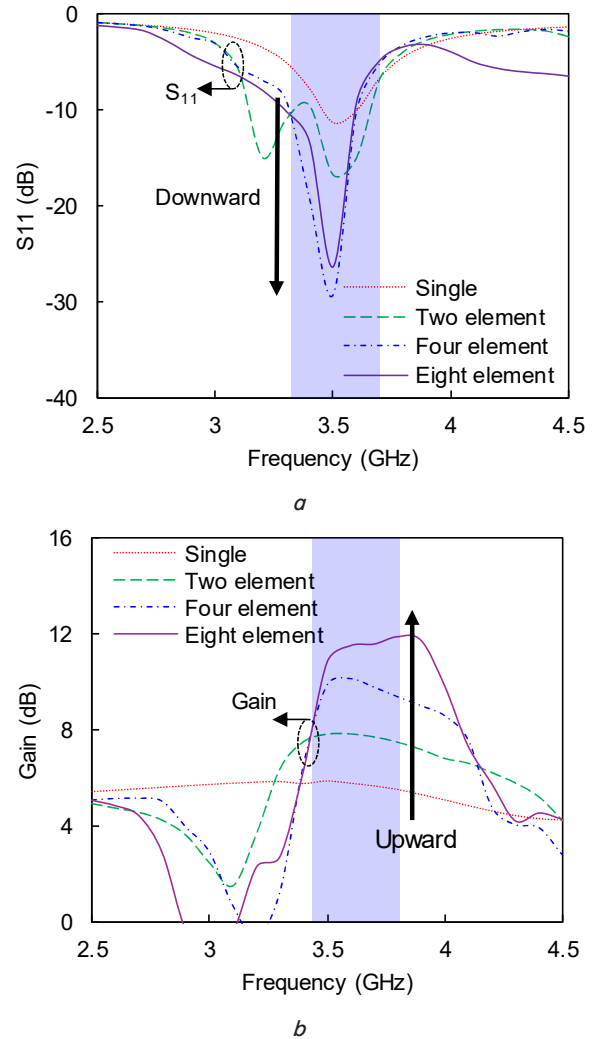 0
-10
-20
-30
-40
S11 (dB)
S11
Downward
Single
Two element
Four element
Eight element
2.5 3 3.5 4 4.5
Frequency (GHz)
a
16
12
8
4
0
Gain (dB)
Single
Two element
Four element
Eight element
Gain
Upward
2.5 3 3.5 4 4.5
Frequency (GHz)
b